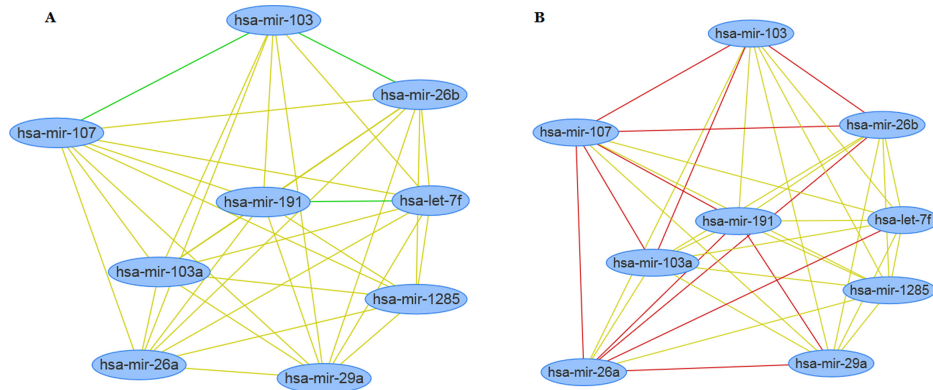 A
hsa-mir-103
hsa-mir-26b
hsa-mir-107
hsa-mir-191
hsa-let-7f
hsa-mir-103a
hsa-mir-1285
hsa-mir-26a
hsa-mir-29a
B
hsa-mir-103
hsa-mir-26b
hsa-mir-107
hsa-mir-191
hsa-let-7f
hsa-mir-103a
hsa-mir-1285
hsa-mir-29a
hsa-mir-26a